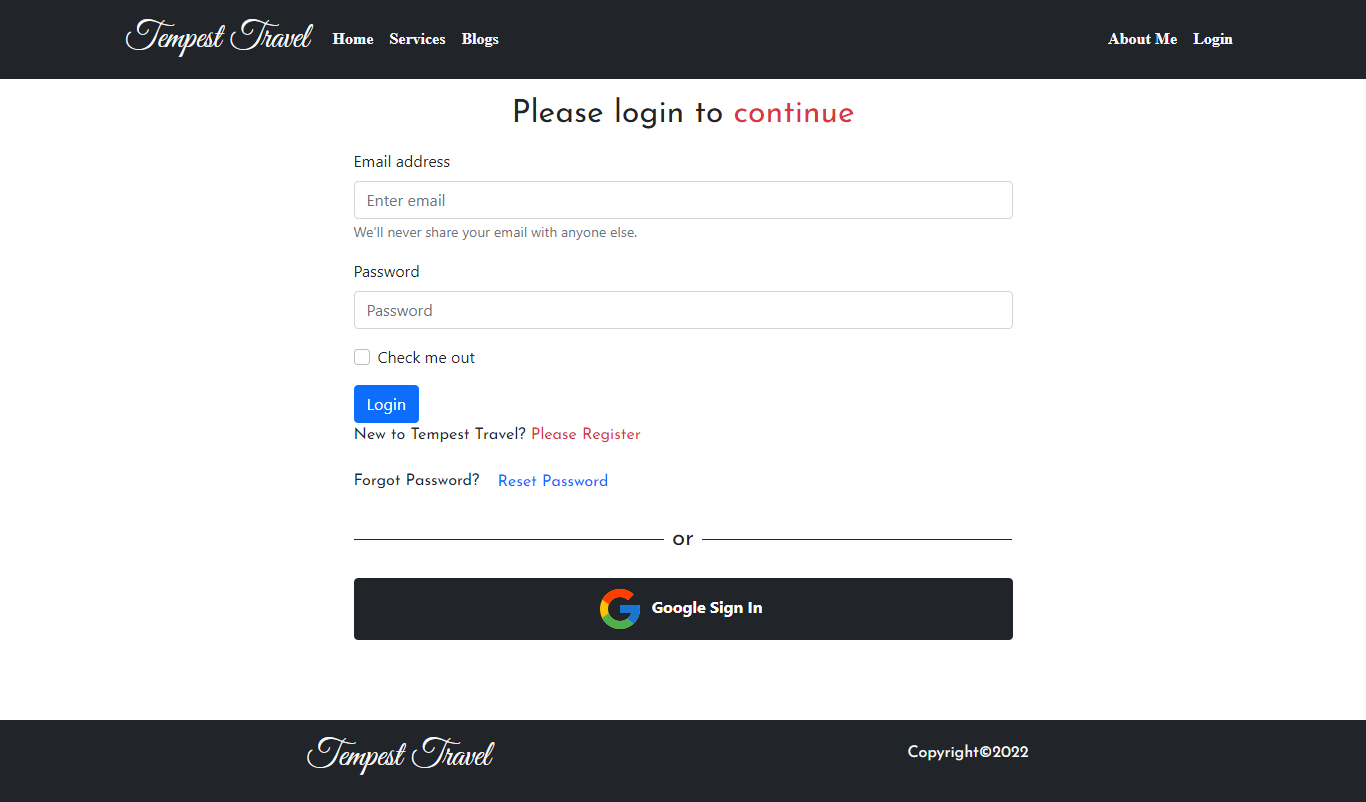 Tempest Travel Home Services Blogs About Me Login
Please login to continue
Email address
Enter email
We'll never share your email with anyone else.
Password
Password
Check me out
Login
New to Tempest Travel? Please Register
Forgot Password? Reset Password
or
Google Sign In
Tempest Travel Copyright©2022